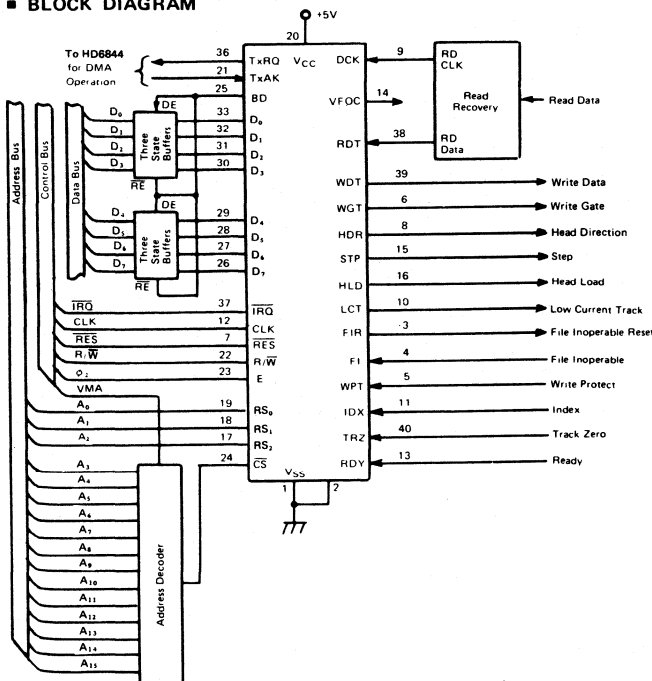 ■ BLOCK DIAGRAM
+5V
20
Vcc
To HD6844
for DMA
Operation
36
TxRQ
21
TxAK
25
BD
DE
Three
State
Buffers
R̅E̅
D₀
33
D₀
D₁
32
D₁
D₂
31
D₂
D₃
30
D₃
DE
Three
State
Buffers
R̅E̅
D₄
29
D₄
D₅
28
D₅
D₆
27
D₆
D₇
26
D₇
Address Bus
Control Bus
Data Bus
I̅R̅Q̅
37
I̅R̅Q̅
CLK
12
CLK
R̅E̅S̅
7
R̅E̅S̅
R/W̅
22
R/W̅
φ₂
23
E
VMA
A₀
19
RS₀
A₁
18
RS₁
A₂
17
RS₂
24
C̅S̅
A₃
A₄
A₅
A₆
A₇
A₈
A₉
A₁₀
A₁₁
A₁₂
A₁₃
A₁₄
A₁₅
Address Decoder
Vss
1
2
DCK
9
RD
CLK
VFOC
14
Read
Recovery
Read Data
RDT
38
RD
Data
WDT
39
Write Data
WGT
6
Write Gate
HDR
8
Head Direction
STP
15
Step
HLD
16
Head Load
LCT
10
Low Current Track
FIR
3
File Inoperable Reset
FI
4
File Inoperable
WPT
5
Write Protect
IDX
11
Index
TRZ
40
Track Zero
RDY
13
Ready